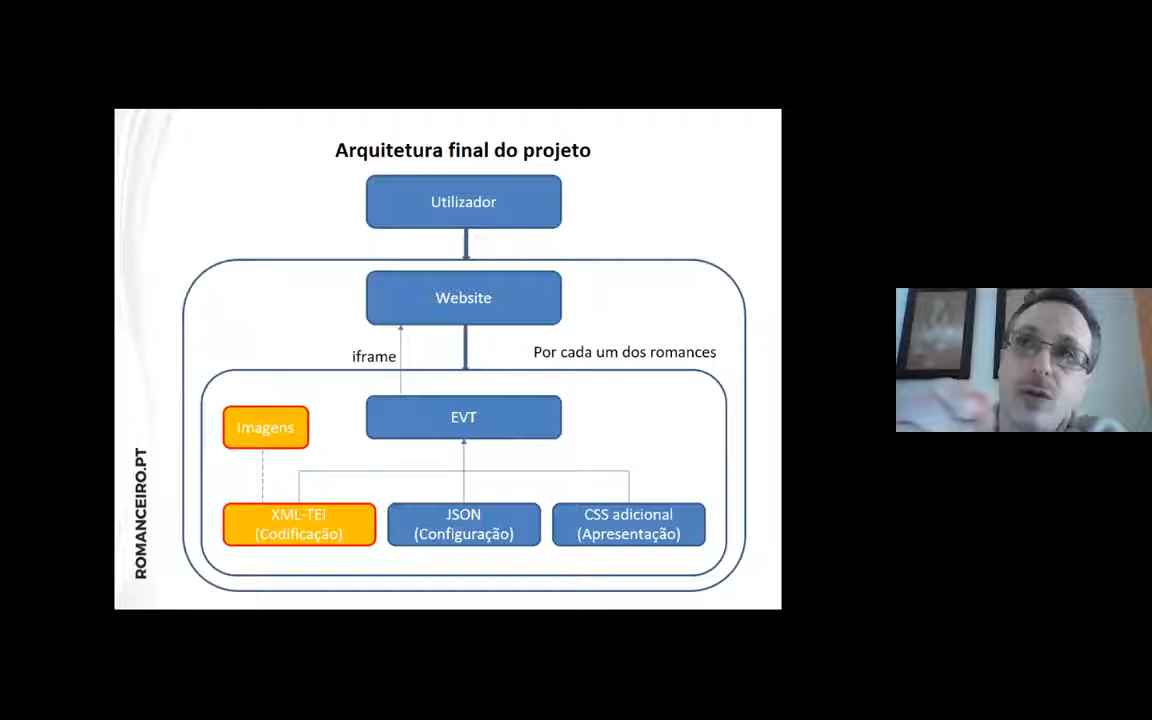 Arquitetura final do projeto
Utilizador
Website
iframe
Por cada um dos romances
EVT
Imagens
XML-TEI
(Codificação)
JSON
(Configuração)
CSS adicional
(Apresentação)
ROMANCEIRO.PT